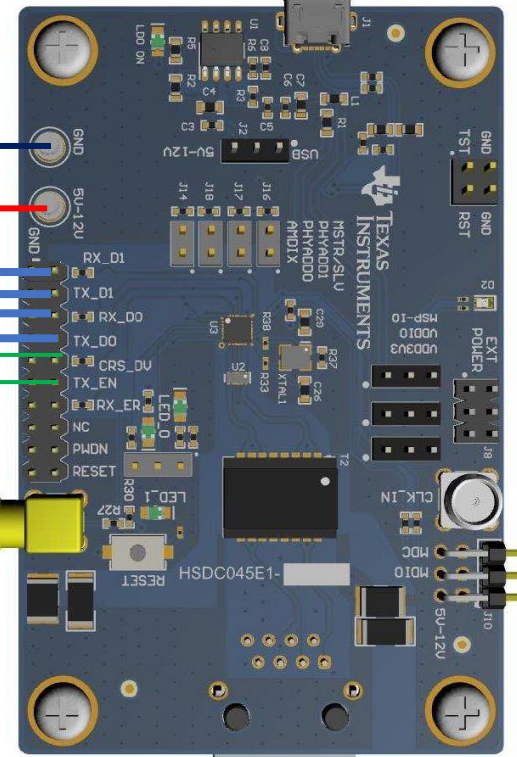 LDO_ON
R5
R2
U1
R6
C8
C4
R3
C3
C6
C7
C5
J1
L1
R1
J2
5V-12V
USB
GND
5V-12V
GND
TST
GND
RST
GND
TEXAS
INSTRUMENTS
J14
J18
J17
J16
MSTR/SLU
PHYADD1
PHYADD0
AMDIX
RX_D1
TX_D1
RX_D0
TX_D0
CRS_DV
TX_EN
RX_ER
NC
PWDN
RESET
U3
R38
R33
C29
R37
XTAL1
C26
U2
D2
MSP-IO
VDDIO
VDD3V3
EXT
POWER
J8
LED_0
R30
LED_1
R27
RESET
T2
CLK_IN
MDC
MDIO
5V-12V
J10
HSDC045E1-